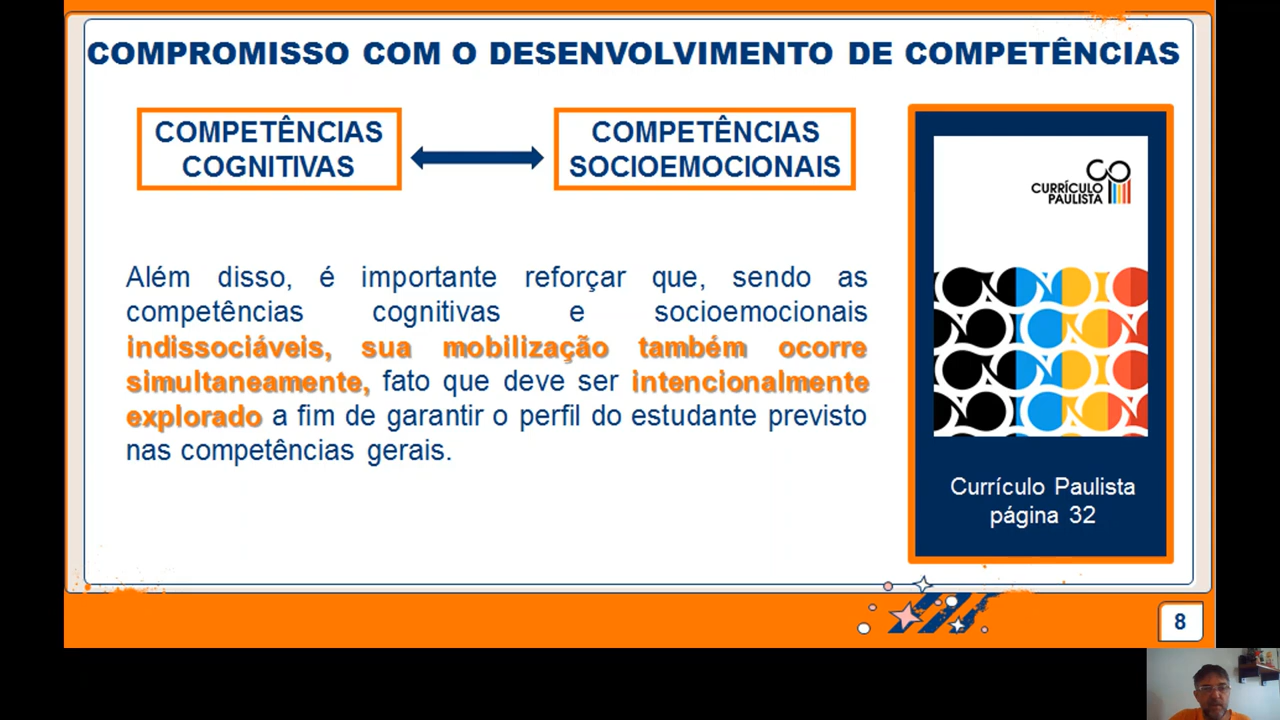 COMPROMISSO COM O DESENVOLVIMENTO DE COMPETÊNCIAS
COMPETÊNCIAS
COGNITIVAS
COMPETÊNCIAS
SOCIOEMOCIONAIS
Além disso, é importante reforçar que, sendo as
competências cognitivas e socioemocionais
indissociáveis, sua mobilização também ocorre
simultaneamente, fato que deve ser intencionalmente
explorado a fim de garantir o perfil do estudante previsto
nas competências gerais.
CURRÍCULO
PAULISTA
Currículo Paulista
página 32
8